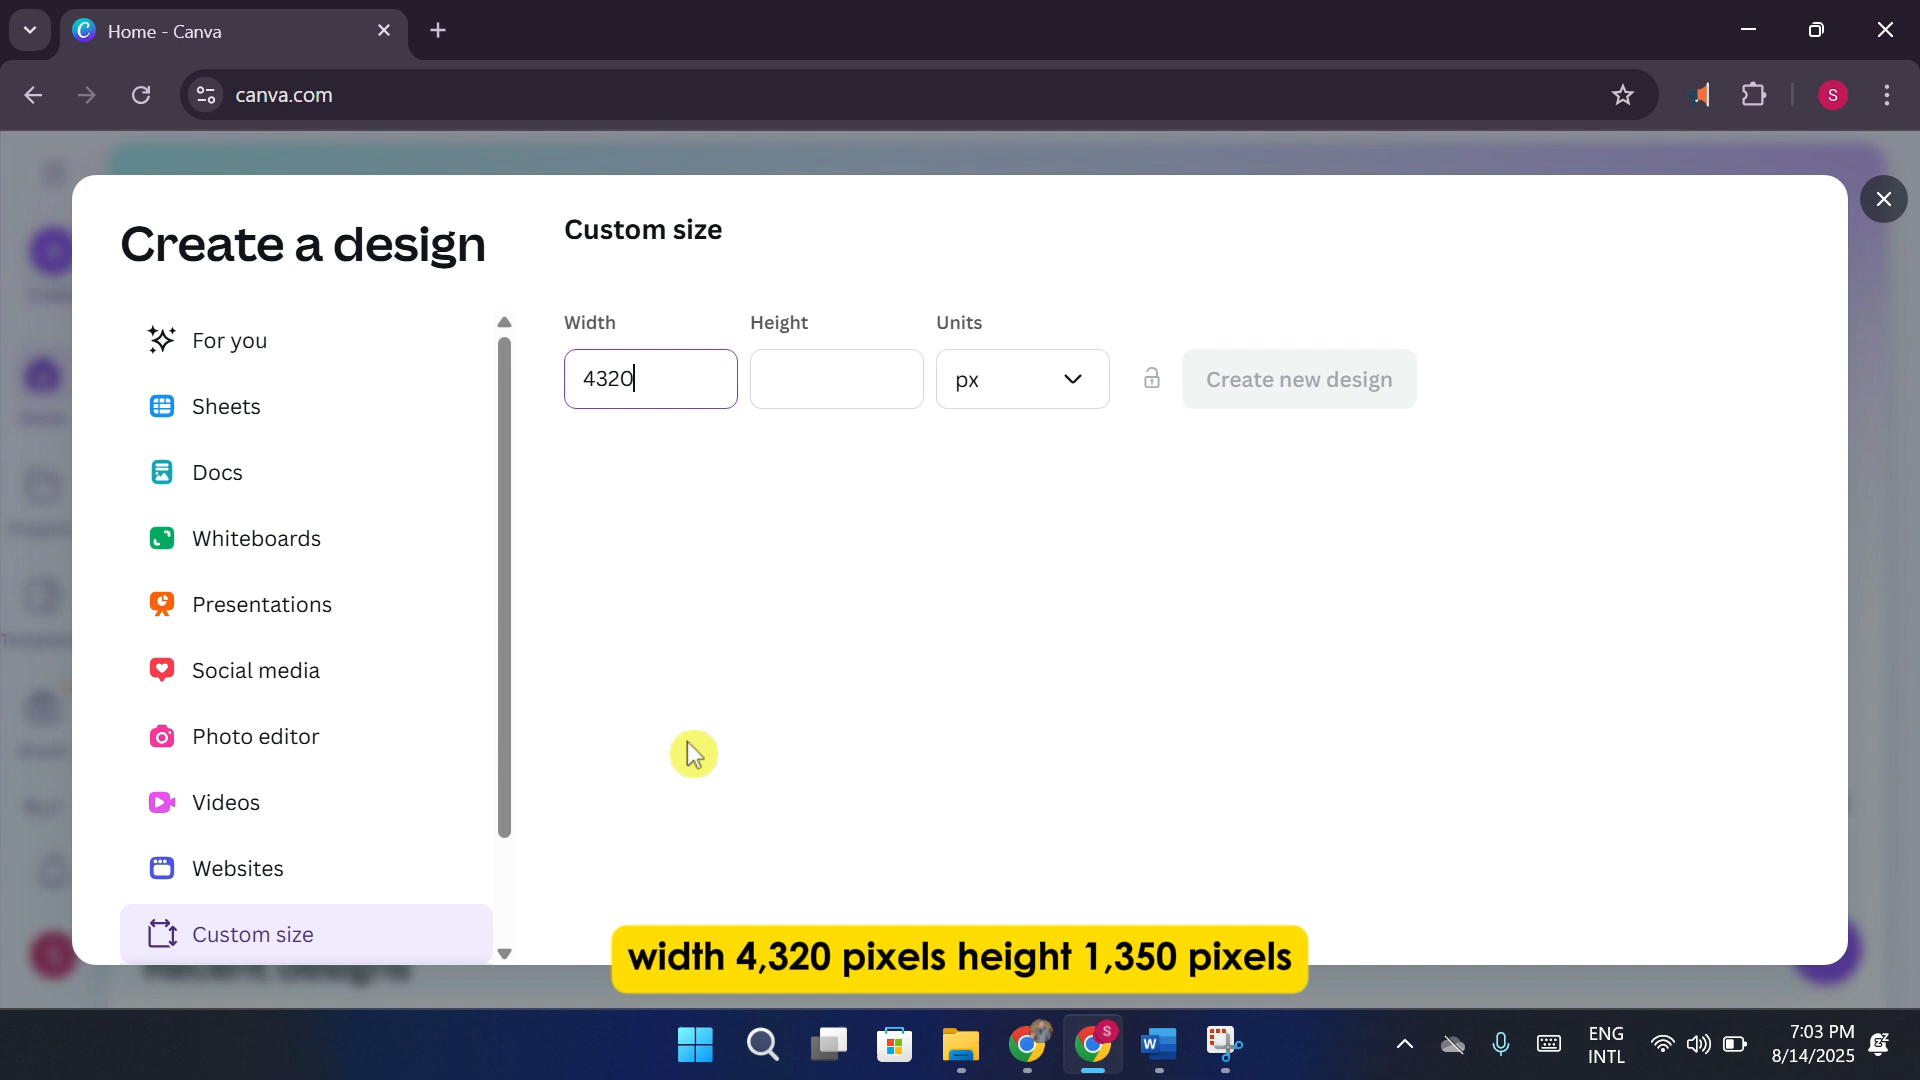 Home - Canva
canva.com
S
Create a design
Custom size
Width
Height
Units
4320
px
Create new design
For you
Sheets
Docs
Whiteboards
Presentations
Social media
Photo editor
Videos
Websites
Custom size
Recent designs
width 4,320 pixels height 1,350 pixels
S
W
ENG
INTL
7:03 PM
8/14/2025